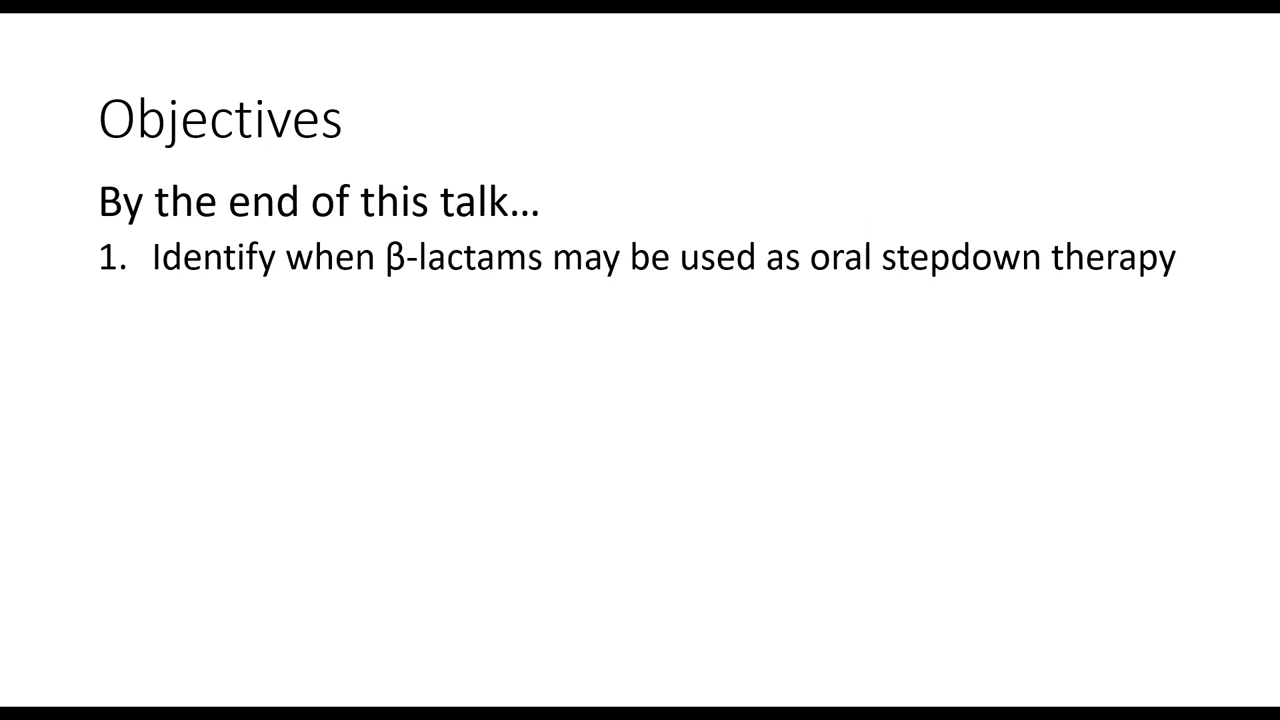 Objectives
By the end of this talk…
1. Identify when β-lactams may be used as oral stepdown therapy